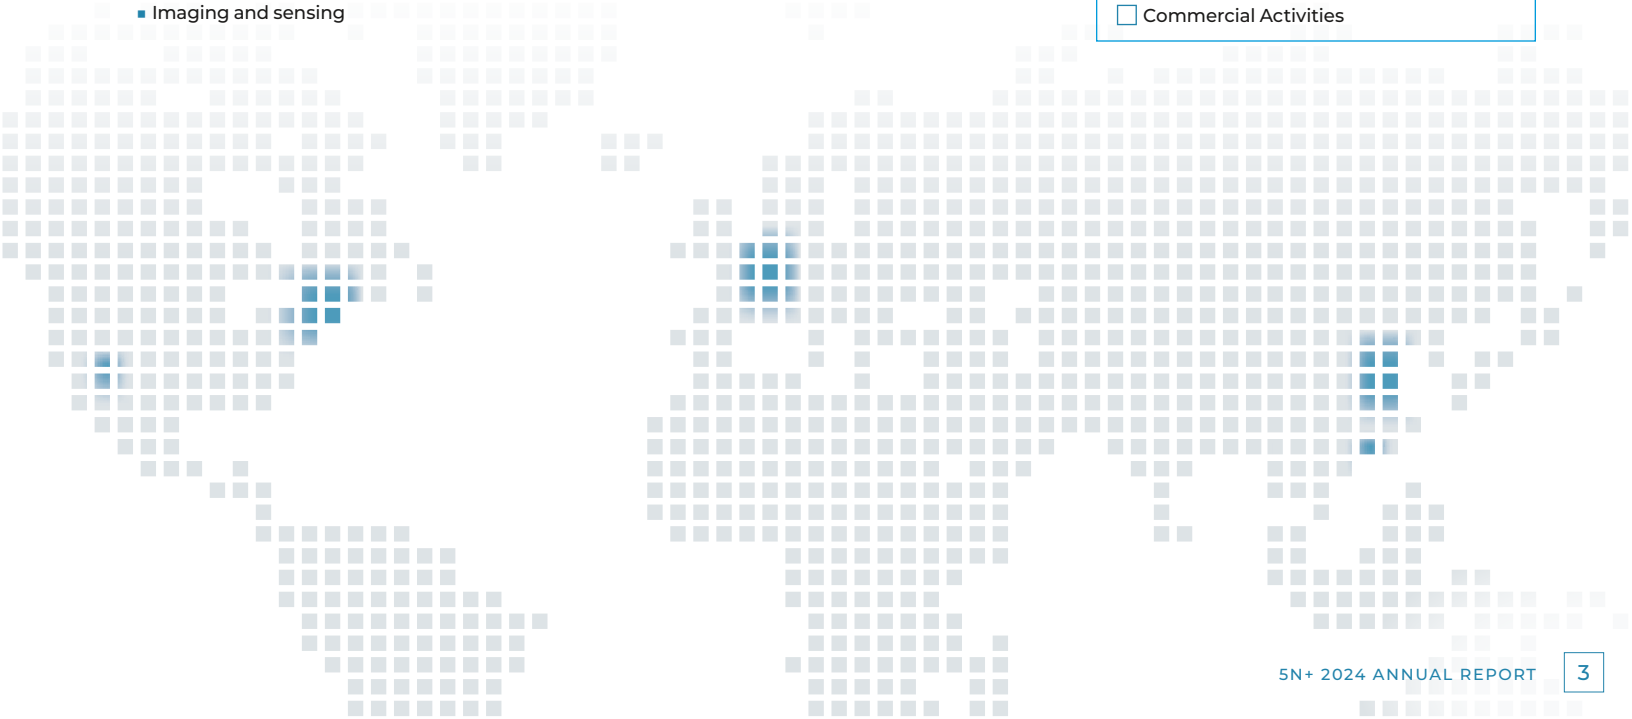 Imaging and sensing
Commercial Activities
5N+ 2024 ANNUAL REPORT
3